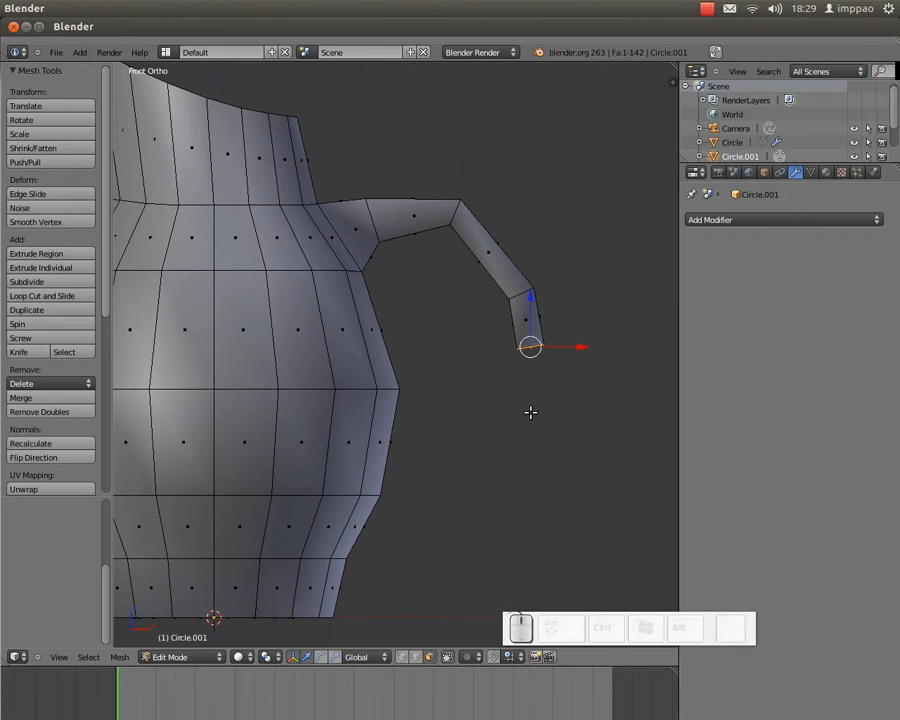 Blender
18:29
imppao
Blender
File
Add
Render
Help
Default
Scene
Blender Render
blender.org 263 | Fa:1-142 | Circle.001
Mesh Tools
Transform:
Translate
Rotate
Scale
Shrink/Fatten
Push/Pull
Deform:
Edge Slide
Noise
Smooth Vertex
Add:
Extrude Region
Extrude Individual
Subdivide
Loop Cut and Slide
Duplicate
Spin
Screw
Knife
Select
Remove:
Delete
Merge
Remove Doubles
Normals:
Recalculate
Flip Direction
UV Mapping:
Unwrap
Front Ortho
(1) Circle.001
Ctrl
Alt
View
Select
Mesh
Edit Mode
Global
View
Search
All Scenes
Scene
RenderLayers
World
Camera
Circle
Circle.001
Circle.001
Add Modifier